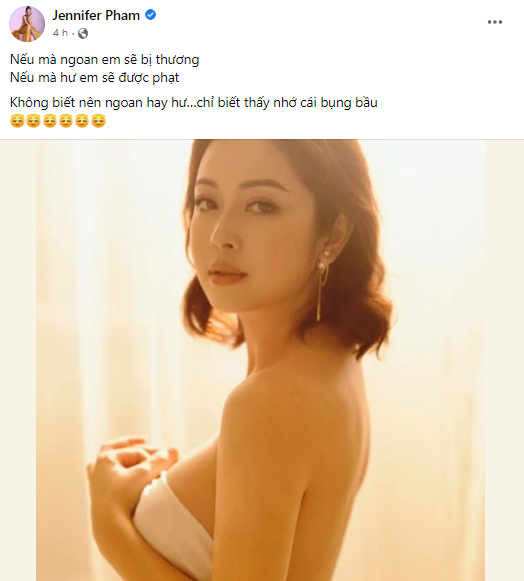 Jennifer Pham
4 h ·
Nếu mà ngoan em sẽ bị thương
Nếu mà hư em sẽ được phạt
Không biết nên ngoan hay hư...chỉ biết thấy nhớ cái bụng bầu
😌😌😌😌😌😌